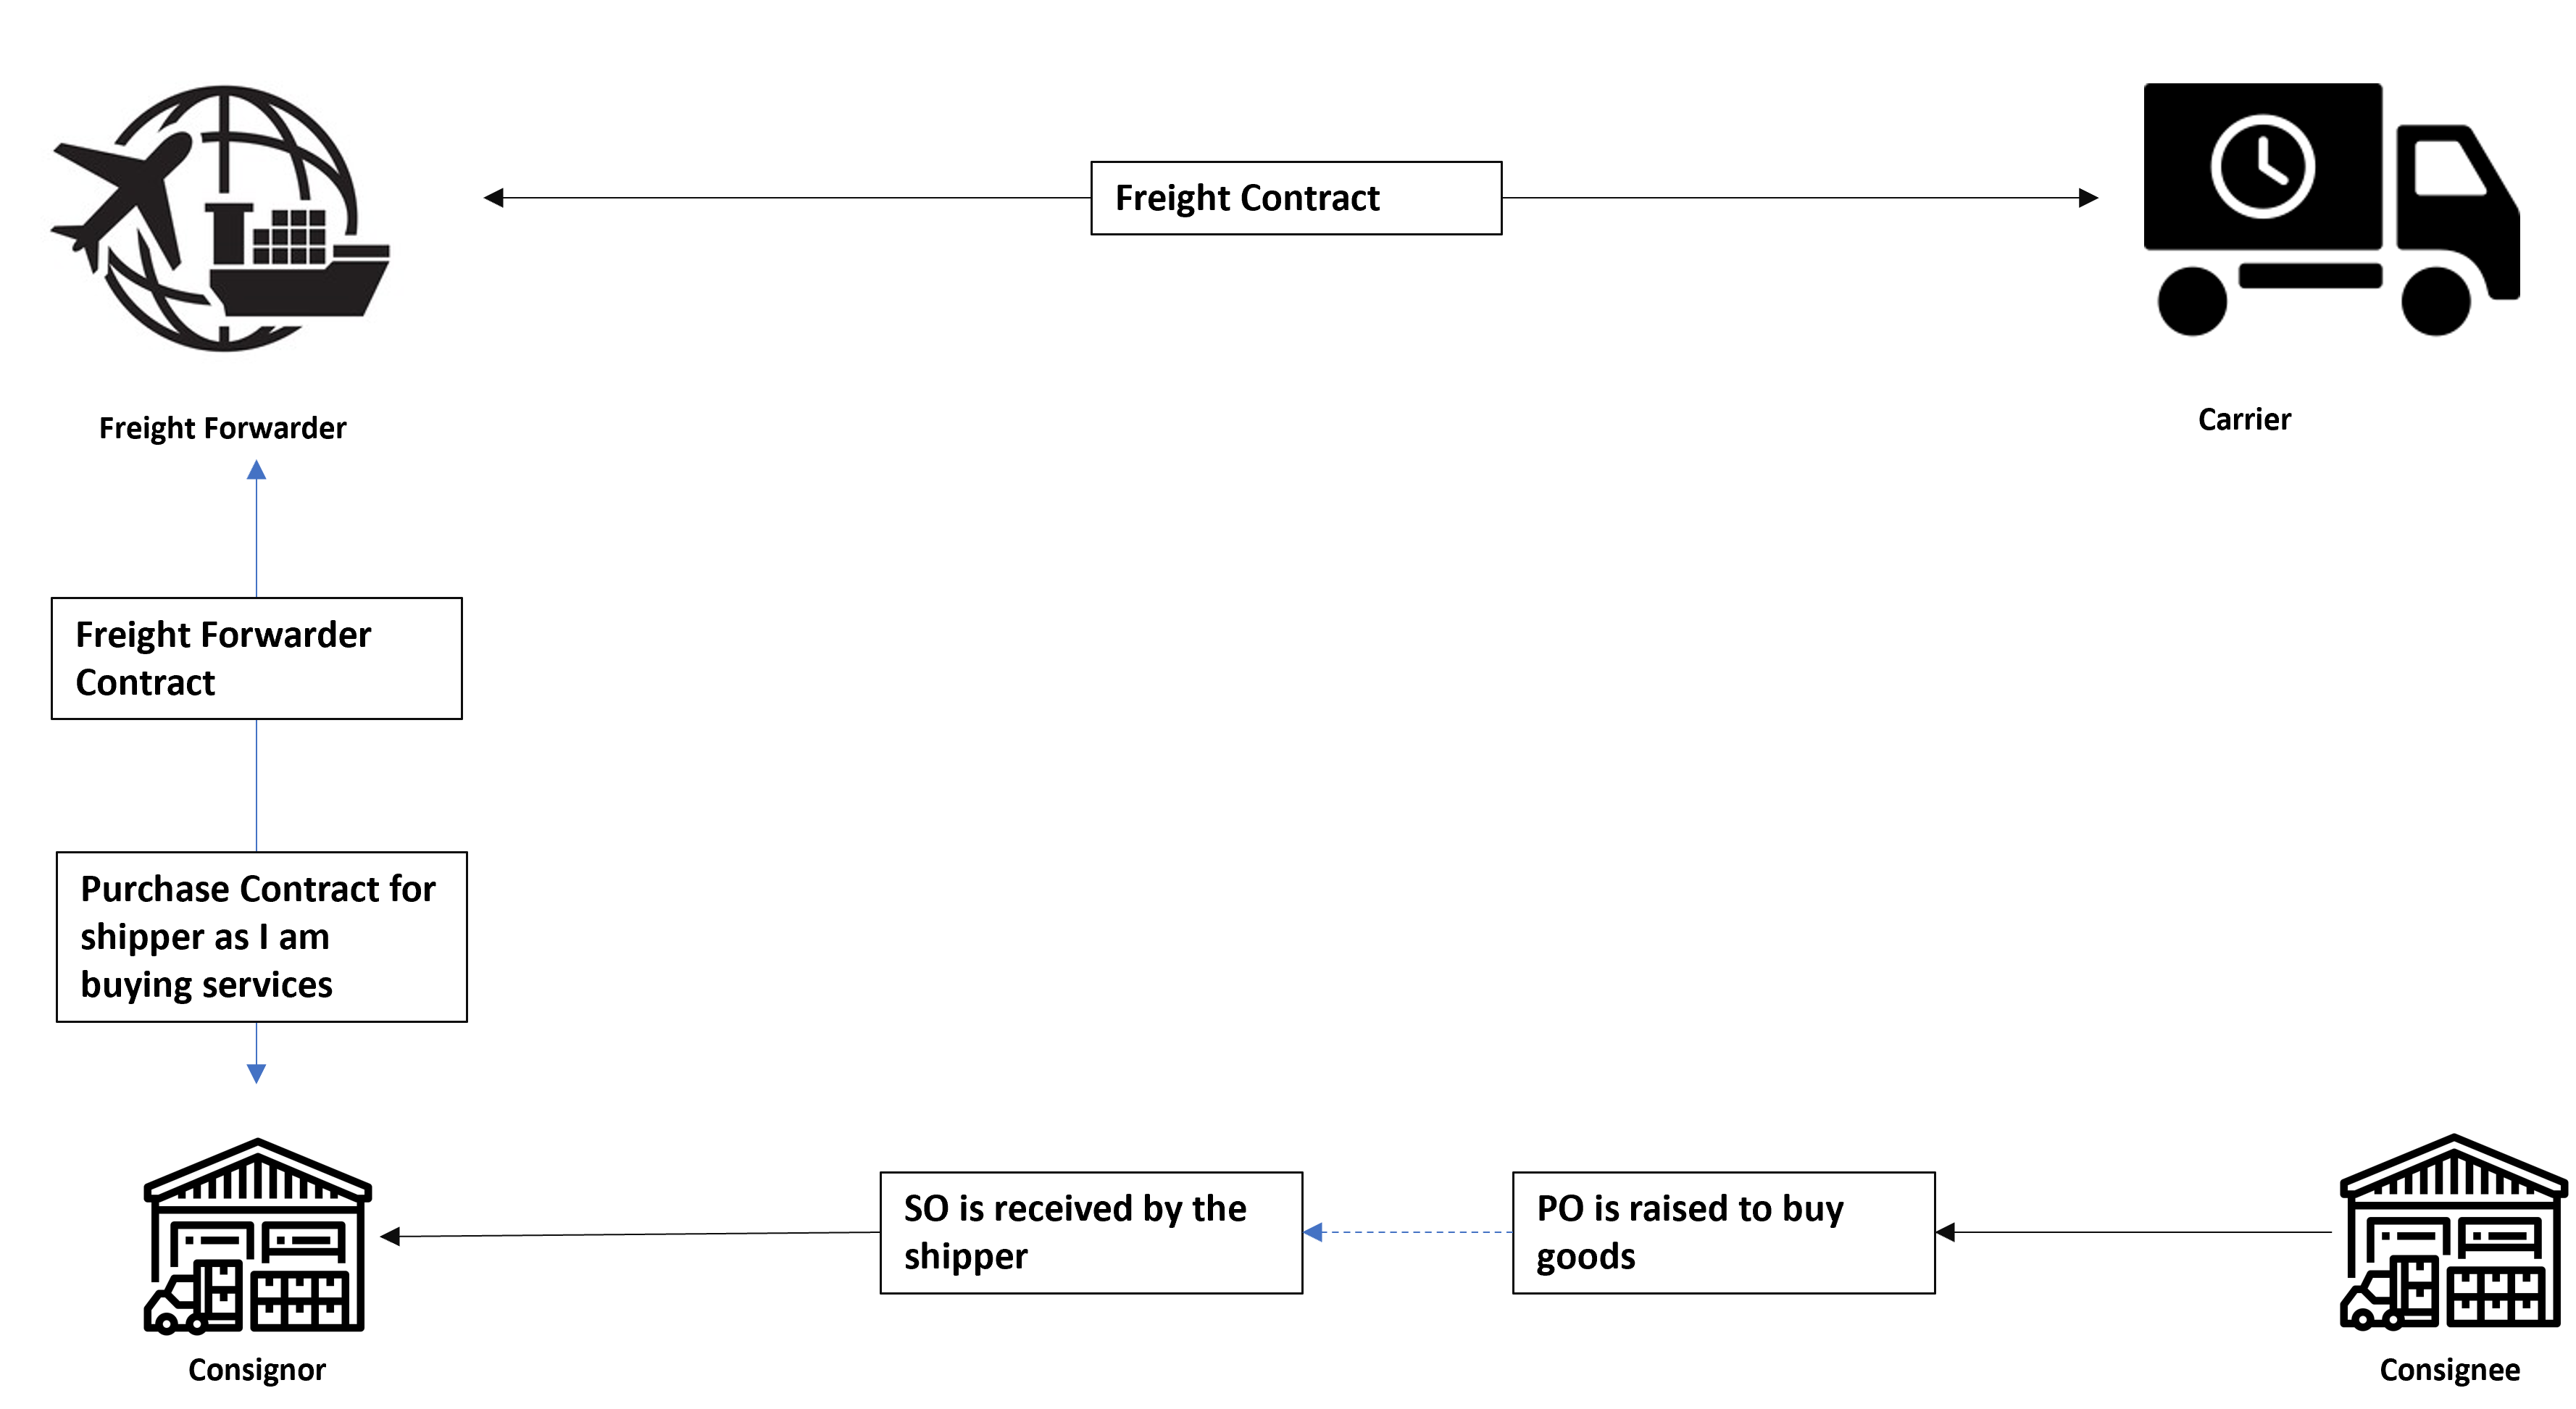 Freight Contract
Freight Forwarder
Carrier
Freight Forwarder
Contract
Purchase Contract for
shipper as I am
buying services
SO is received by the
shipper
PO is raised to buy
goods
Consignor
Consignee